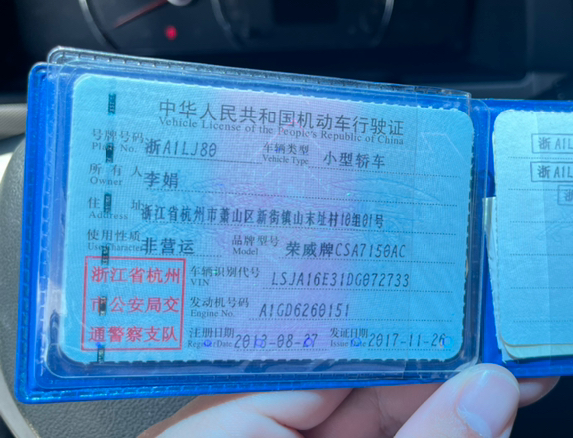 中华人民共和国机动车行驶证
Vehicle License of the People's Republic of China
号牌号码 浙A1LJ80 车辆类型 小型轿车
Plate No. Vehicle Type
所有人 李娟
Owner
住址 浙江省杭州市萧山区新街镇山末址村10组01号
Address
使用性质 非营运 品牌型号 荣威牌CSA7150AC
Use Character Model
浙江省杭州
市公安局交
通警察支队
车辆识别代号 LSJA16E31DG072733
VIN
发动机号码 A1GD6260151
Engine No.
注册日期 2013-08-27 发证日期 2017-11-26
Register Date Issue Date
浙A1L
浙A1L